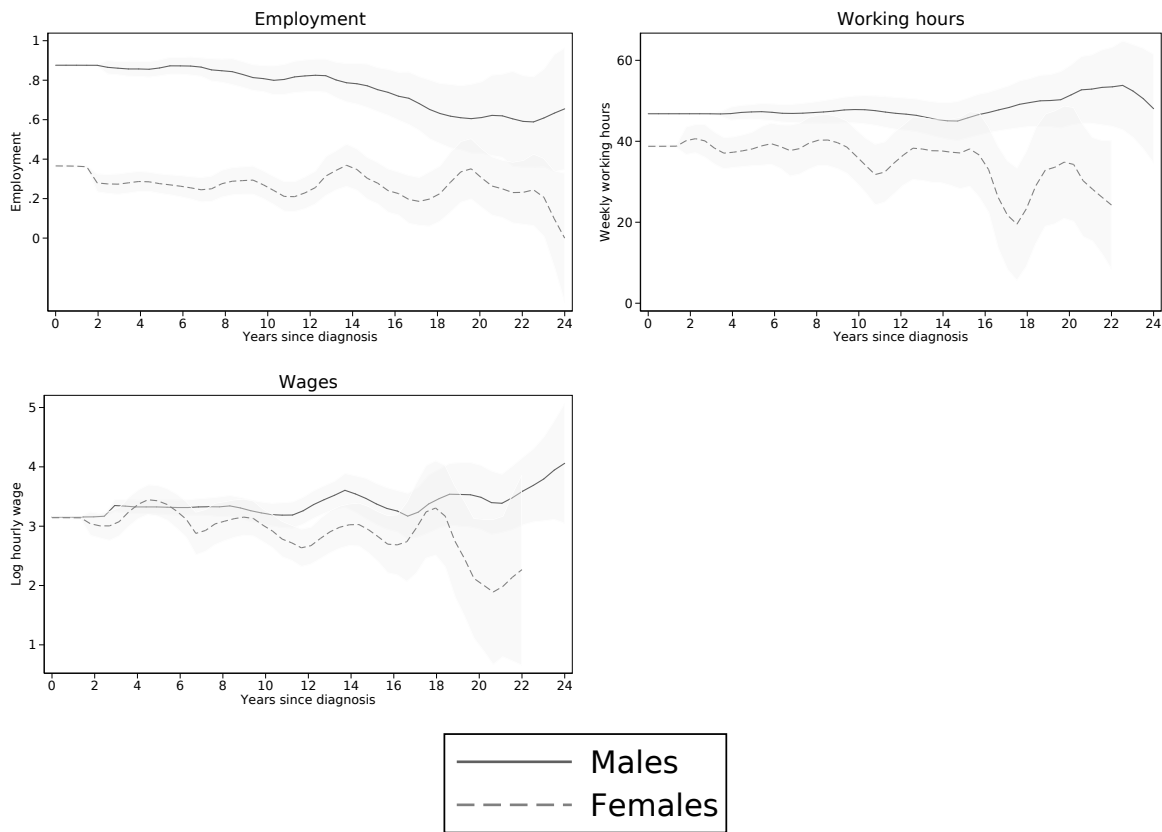 Employment
1
.8
.6
.4
.2
0
Employment
0 2 4 6 8 10 12 14 16 18 20 22 24
Years since diagnosis
Working hours
60
40
20
0
Weekly working hours
0 2 4 6 8 10 12 14 16 18 20 22 24
Years since diagnosis
Wages
5
4
3
2
1
Log hourly wage
0 2 4 6 8 10 12 14 16 18 20 22 24
Years since diagnosis
Males
Females